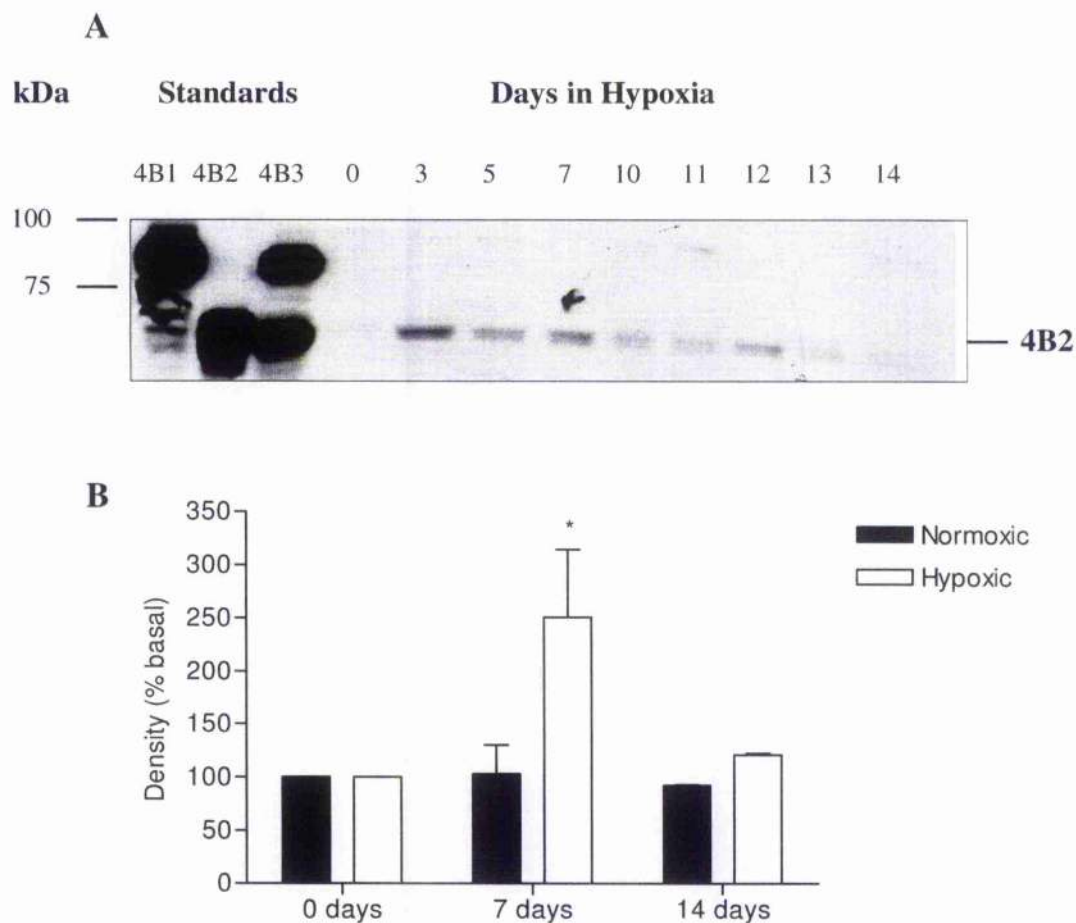 A
kDa Standards Days in Hypoxia
4B1 4B2 4B3 0 3 5 7 10 11 12 13 14
100
75
4B2
B
350
300
250
200
150
100
50
0
Density (% basal)
*
Normoxic
Hypoxic
0 days 7 days 14 days